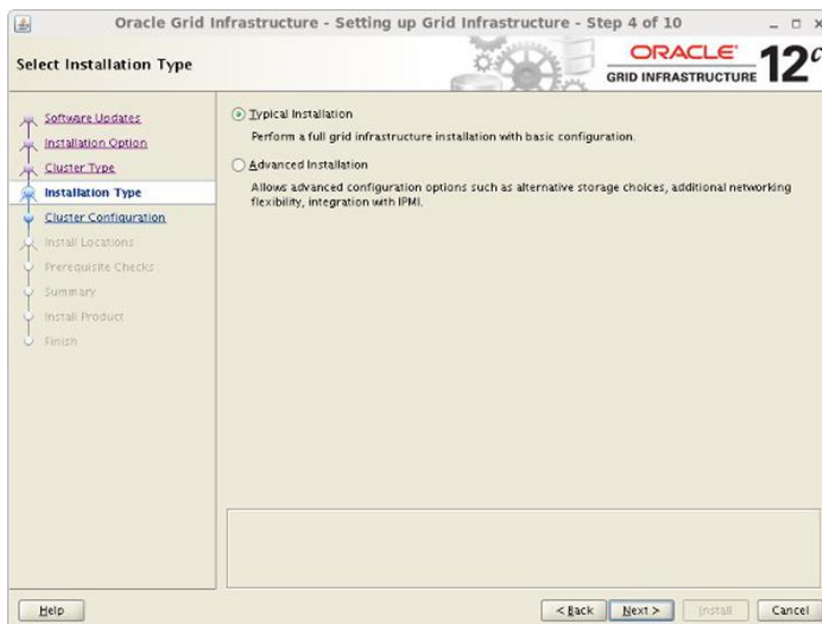 Oracle Grid Infrastructure - Setting up Grid Infrastructure - Step 4 of 10
Select Installation Type
ORACLE
GRID INFRASTRUCTURE
12c
Software Updates
Installation Option
Cluster Type
Installation Type
Cluster Configuration
Install Locations
Prerequisite Checks
Summary
Install Product
Finish
Typical Installation
Perform a full grid infrastructure installation with basic configuration.
Advanced Installation
Allows advanced configuration options such as alternative storage choices, additional networking
flexibility, integration with IPMI.
Help
< Back
Next >
Install
Cancel